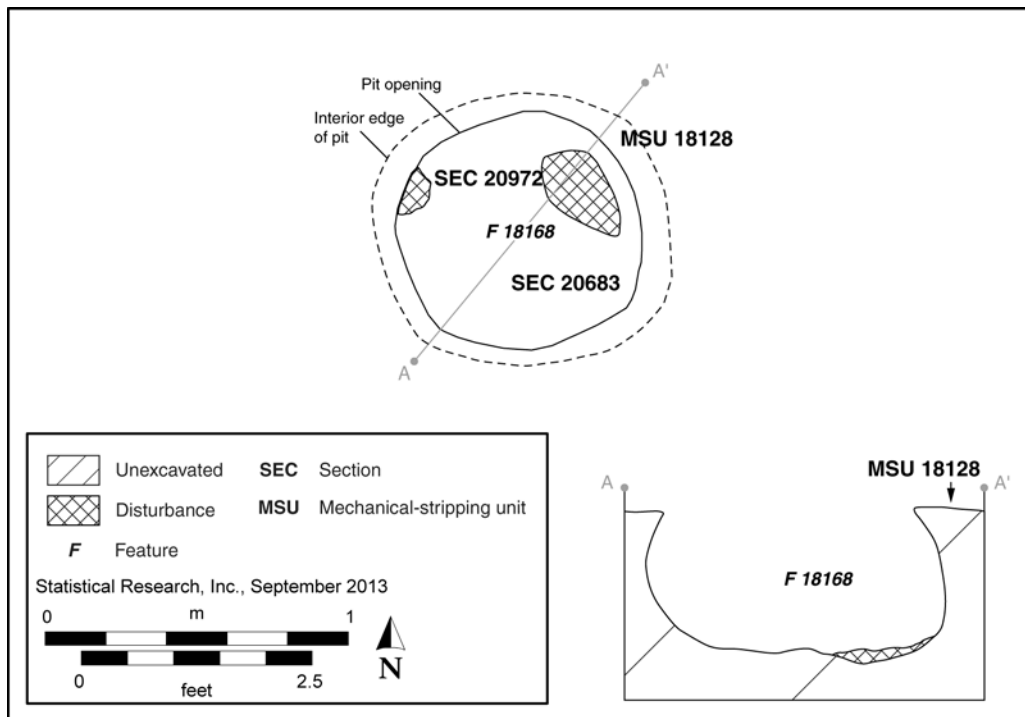 A'
Pit opening
Interior edge
of pit
MSU 18128
SEC 20972
F 18168
SEC 20683
A
Unexcavated SEC Section
Disturbance MSU Mechanical-stripping unit
F Feature
Statistical Research, Inc., September 2013
0 m 1
N
0 feet 2.5
MSU 18128
A A'
F 18168